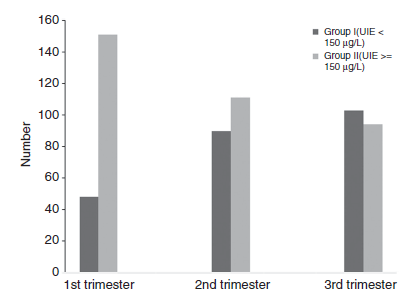 160
140
120
100
80
60
40
20
0
Number
1st trimester
2nd trimester
3rd trimester
Group I(UIE <
150 µg/L)
Group II(UIE >=
150 µg/L)